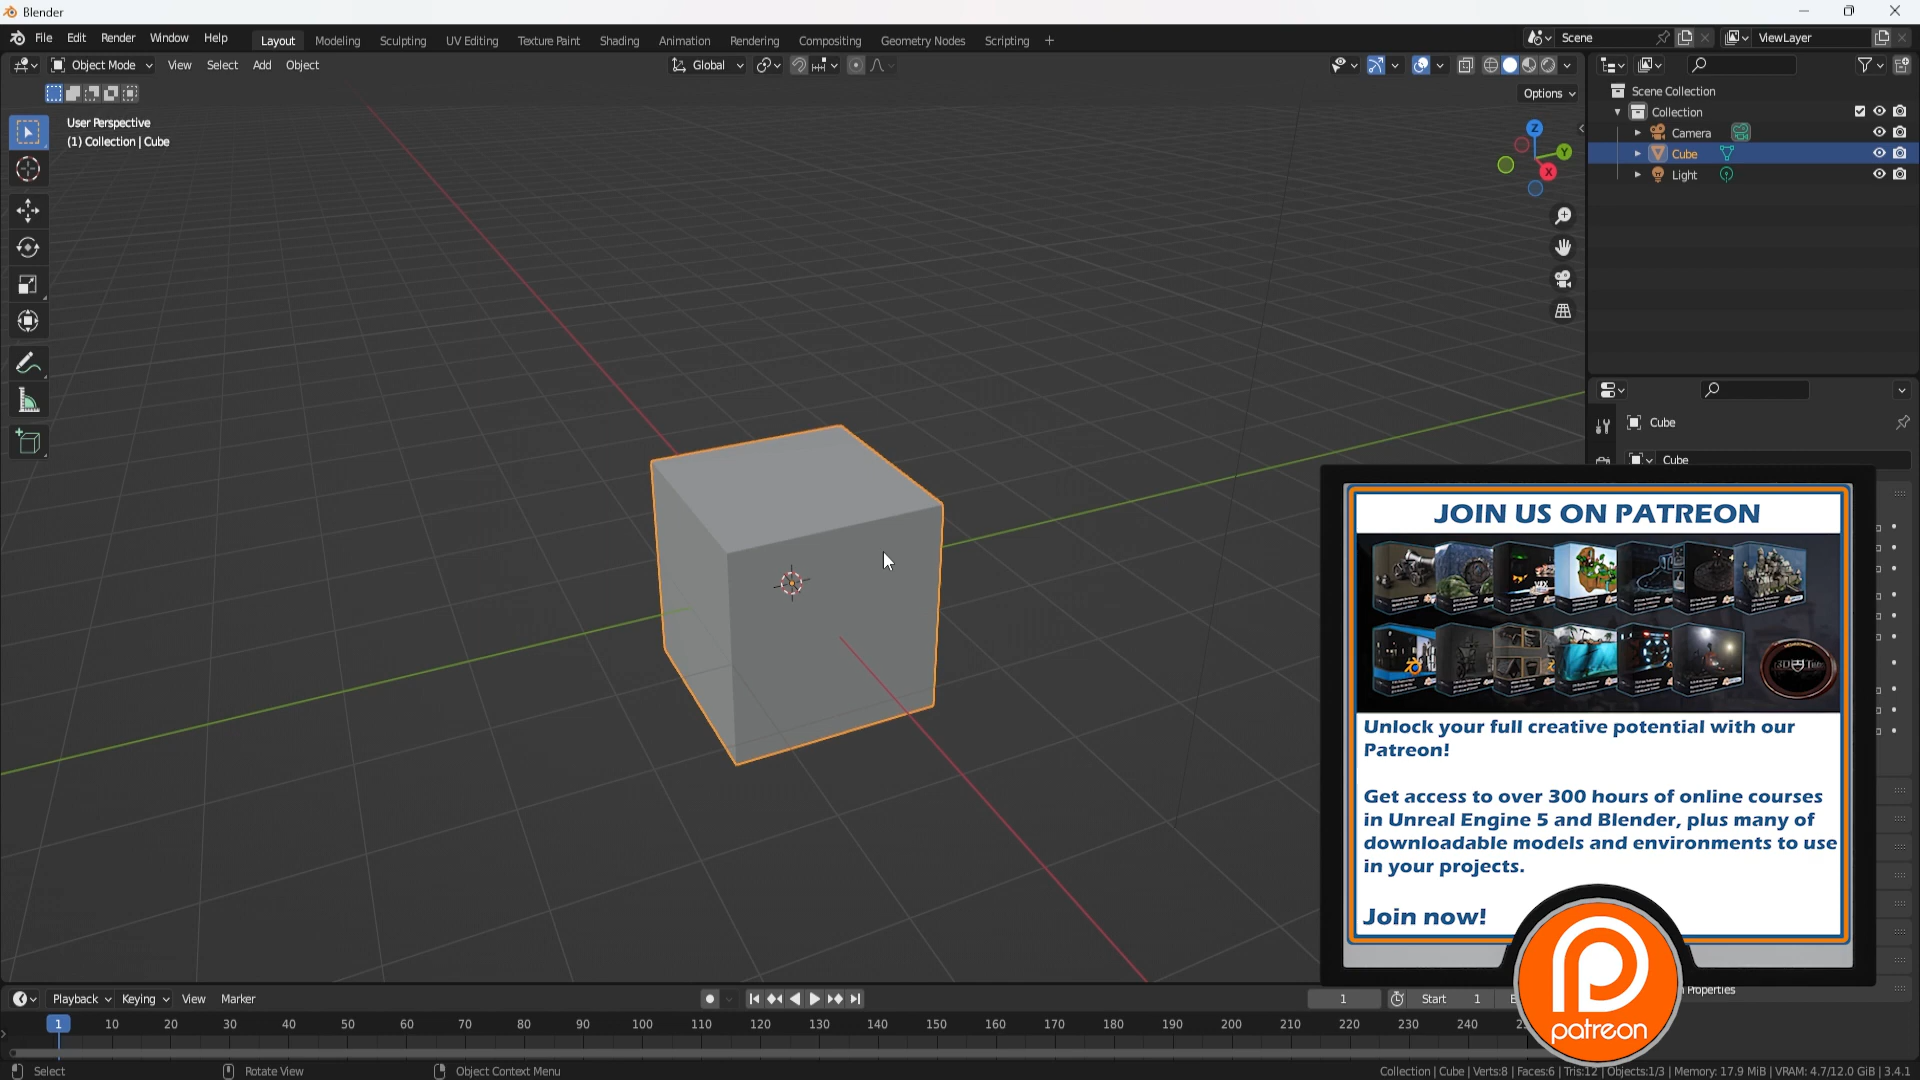 Blender
File Edit Render Window Help Layout Modeling Sculpting UV Editing Texture Paint Shading Animation Rendering Compositing Geometry Nodes Scripting + Scene ViewLayer
Object Mode View Select Add Object Global
Options
User Perspective
(1) Collection | Cube
Z
Y
X
Scene Collection
Collection
Camera
Cube
Light
Cube
Cube
JOIN US ON PATREON
Unlock your full creative potential with our
Patreon!
Get access to over 300 hours of online courses
in Unreal Engine 5 and Blender, plus many of
downloadable models and environments to use
in your projects.
Join now!
patreon
Properties
Playback Keying View Marker 1 Start 1
1 10 20 30 40 50 60 70 80 90 100 110 120 130 140 150 160 170 180 190 200 210 220 230 240
Select Rotate View Object Context Menu Collection | Cube | Verts:8 | Faces:6 | Tris:12 | Objects:1/3 | Memory: 17.9 MiB | VRAM: 4.7/12.0 GiB | 3.4.1